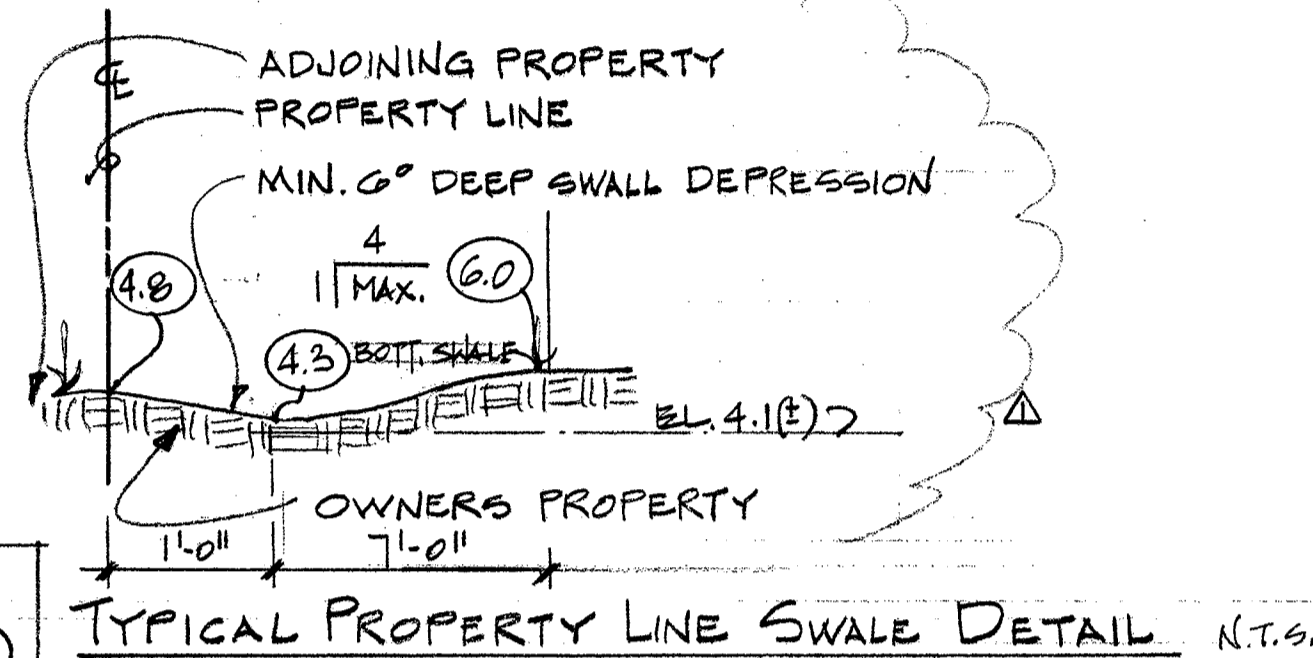 ADJOINING PROPERTY
℄
PROPERTY LINE
MIN. 6" DEEP SWALL DEPRESSION
4
1 MAX.
6.0
4.8
4.3 BOTT. SWALE
EL. 4.1(±)
1
OWNERS PROPERTY
1'-0" 7'-0"
TYPICAL PROPERTY LINE SWALE DETAIL N.T.S.